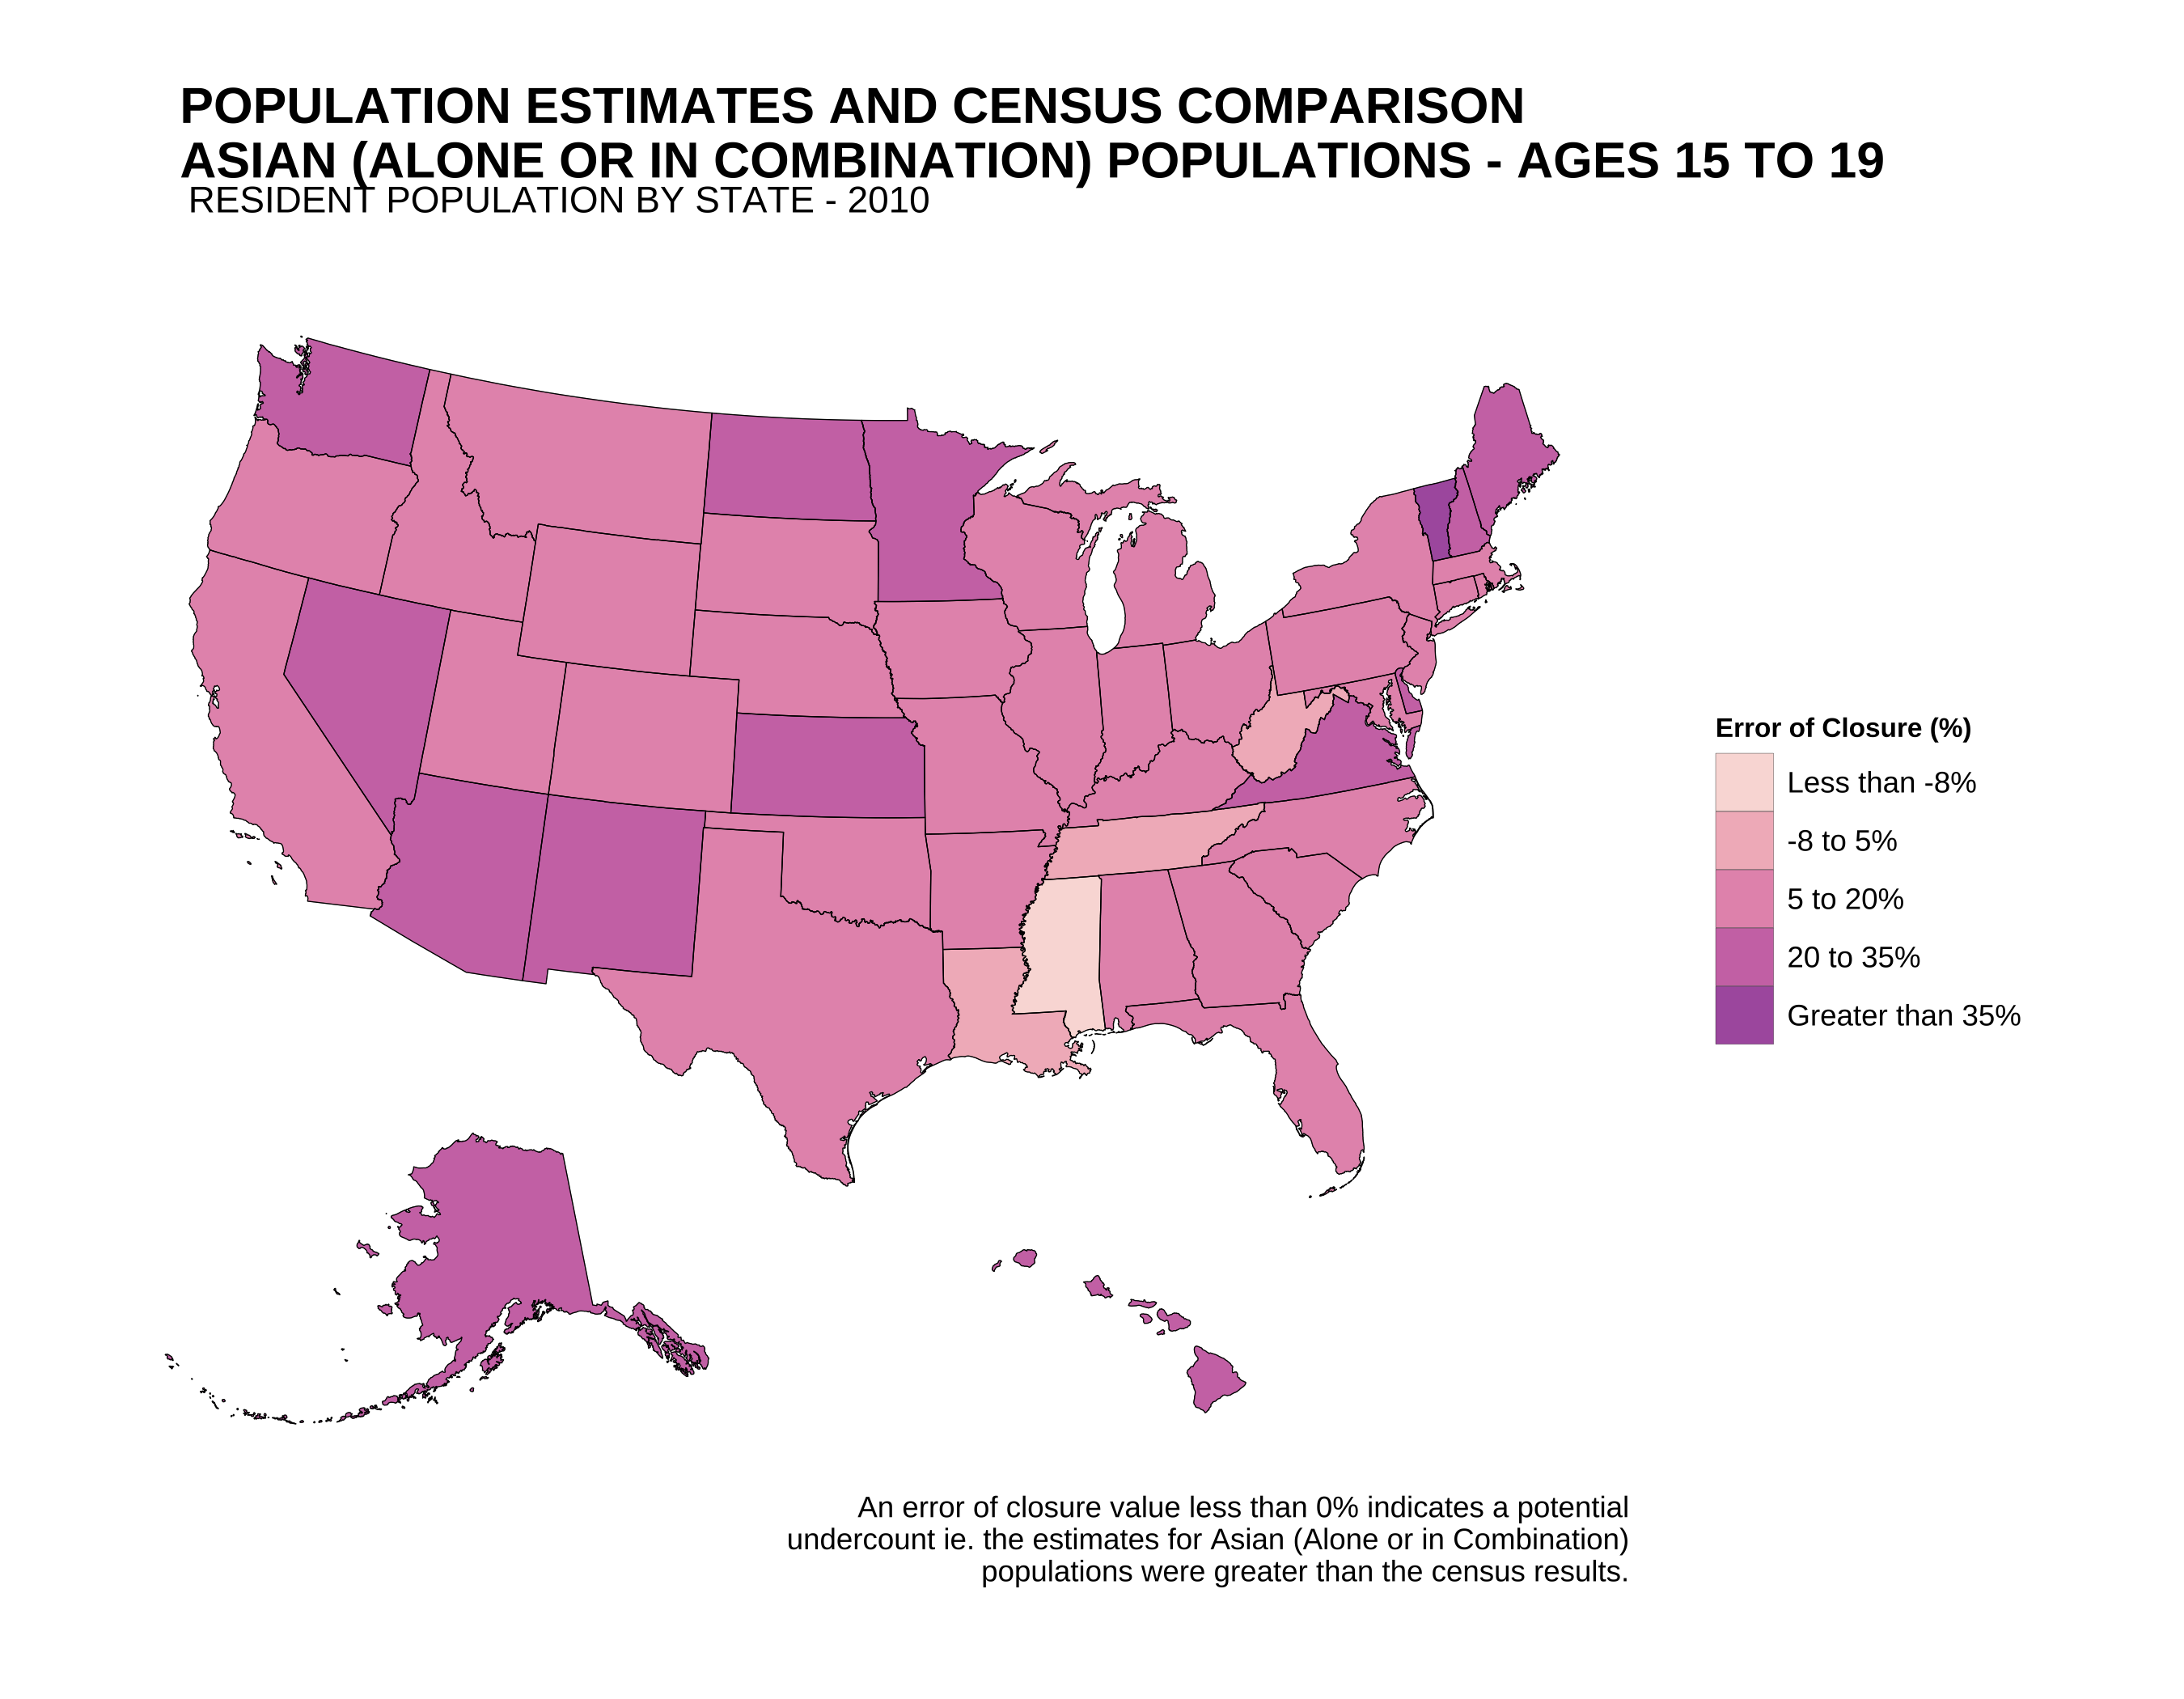 POPULATION ESTIMATES AND CENSUS COMPARISON
ASIAN (ALONE OR IN COMBINATION) POPULATIONS - AGES 15 TO 19
RESIDENT POPULATION BY STATE - 2010
Error of Closure (%)
Less than -8%
-8 to 5%
5 to 20%
20 to 35%
Greater than 35%
An error of closure value less than 0% indicates a potential
undercount ie. the estimates for Asian (Alone or in Combination)
populations were greater than the census results.